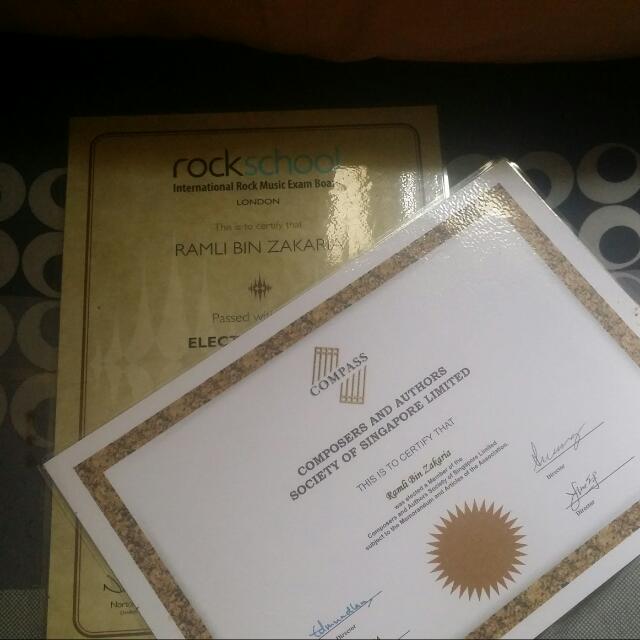 rockschool
International Rock Music Exam Board
LONDON
This is to certify that
RAMLI BIN ZAKARIA
Passed with
ELECT
COMPASS
COMPOSERS AND AUTHORS
SOCIETY OF SINGAPORE LIMITED
THIS IS TO CERTIFY THAT
Ramli Bin Zakaria
was elected a Member of the
Composers and Authors Society of Singapore Limited
subject to the Memorandum and Articles of the Association.
Director
Director